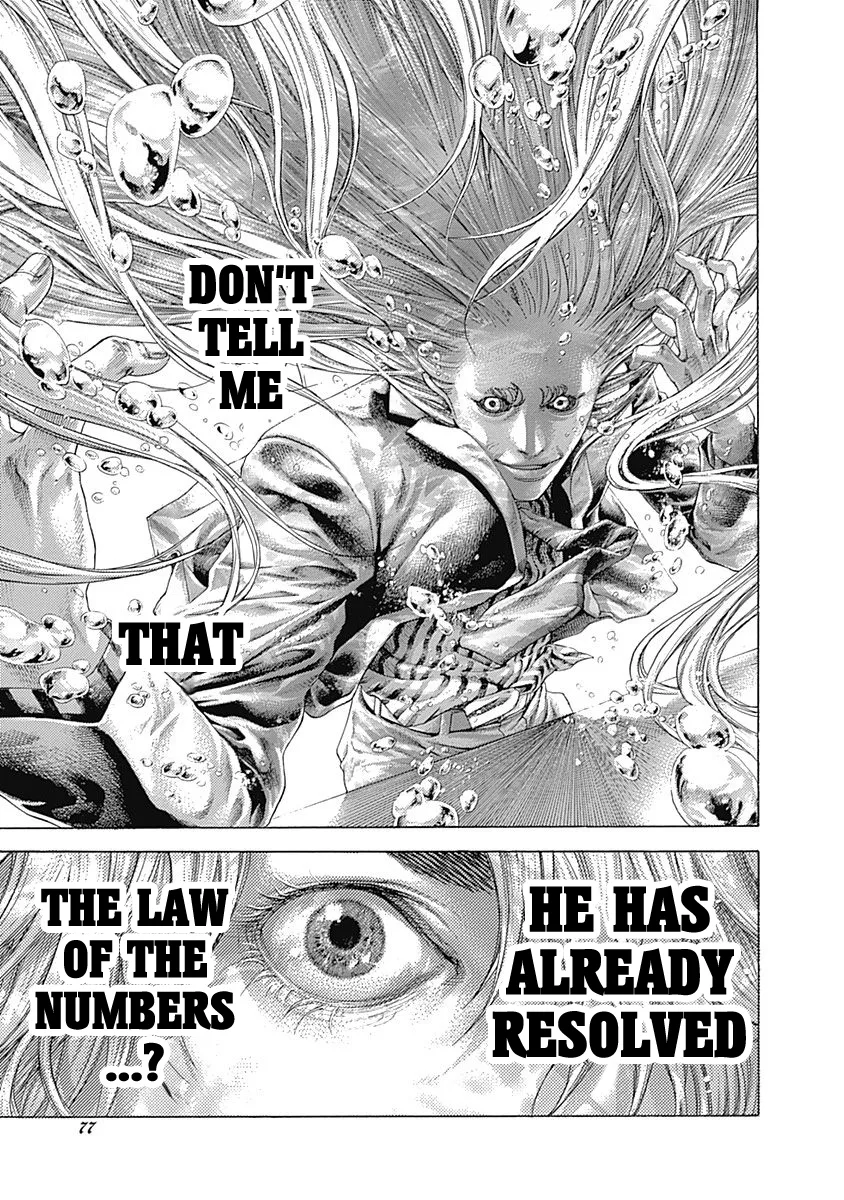 DON'T
TELL
ME
THAT
HE HAS
ALREADY
RESOLVED
THE LAW
OF THE
NUMBERS
...?
77